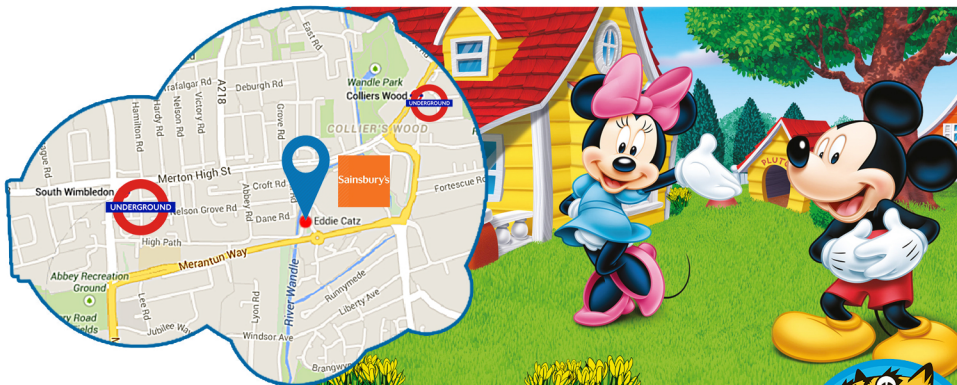 East Rd
Wandle Park
Colliers Wood
UNDERGROUND
COLLIER'S WOOD
A218
Trafalgar Rd
Deburgh Rd
Hamilton Rd
Hardy Rd
Nelson Rd
Victory Rd
Grove Rd
Merton High St
Sainsbury's
Fortescue Rd
South Wimbledon
UNDERGROUND
Croft Rd
Abbey Rd
Nelson Grove Rd
Dane Rd
Eddie Catz
High Path
Merantun Way
Abbey Recreation
Ground
Lee Rd
Jubilee Way
Lyon Rd
River Wandle
Runnymede
Liberty Ave
Windsor Ave
PLUTO